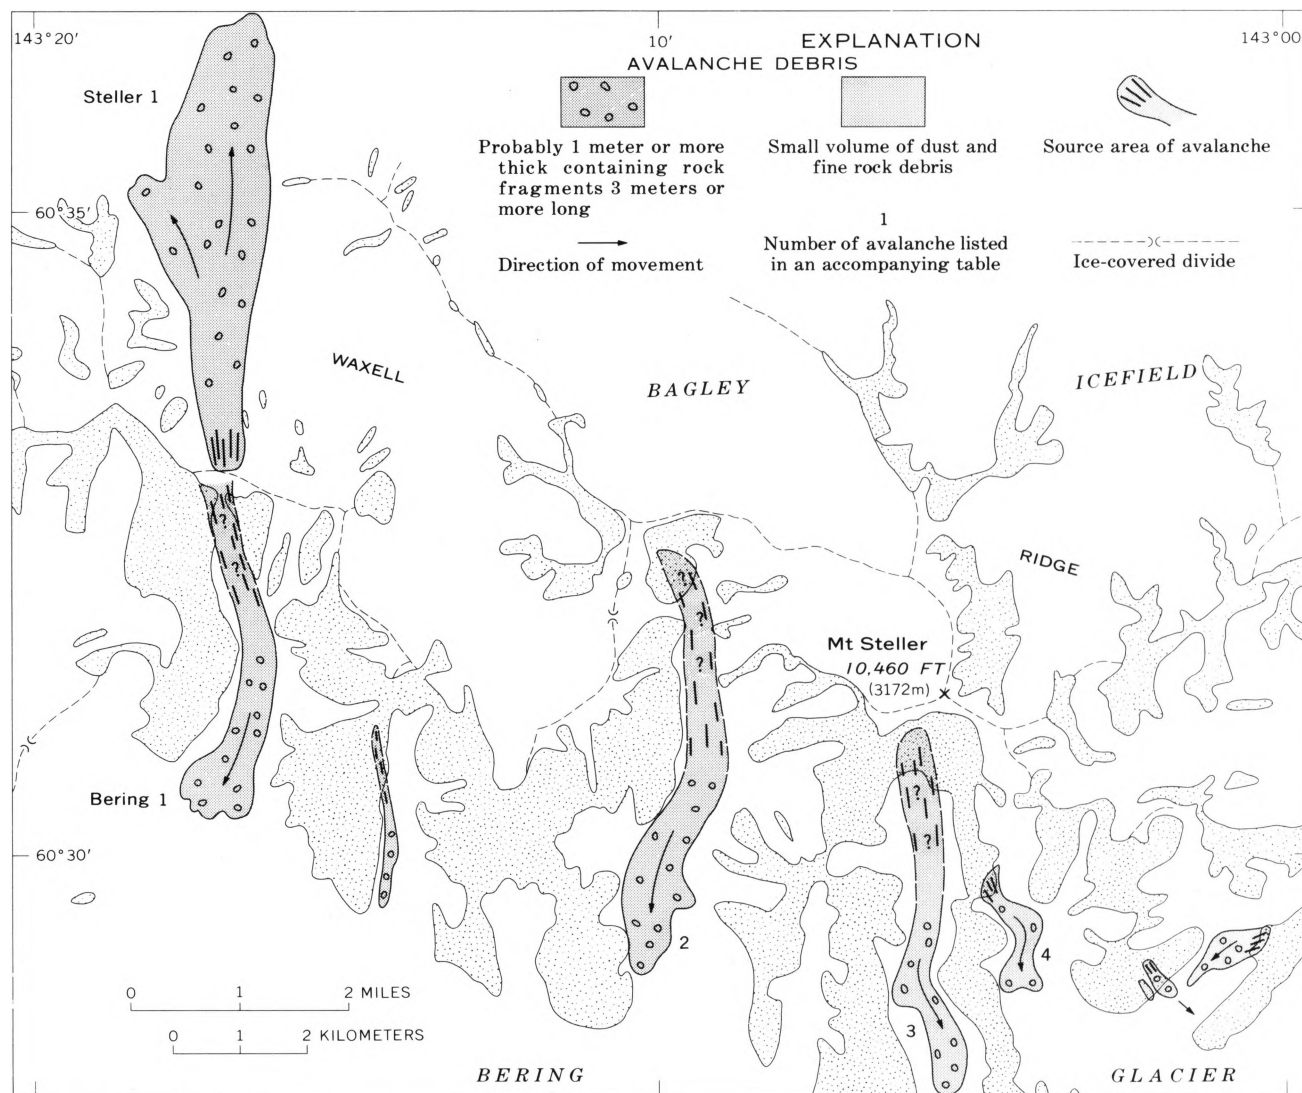 143°20'
10'
143°00
EXPLANATION
AVALANCHE DEBRIS
Steller 1
Probably 1 meter or more
thick containing rock
fragments 3 meters or
more long
Small volume of dust and
fine rock debris
Source area of avalanche
60°35'
1
Direction of movement
Number of avalanche listed
in an accompanying table
Ice-covered divide
WAXELL
BAGLEY
ICEFIELD
?
?
RIDGE
?
?
?
Mt Steller
10,460 FT
(3172m)
×
Bering 1
?
?
60°30'
2
4
3
0 1 2 MILES
0 1 2 KILOMETERS
BERING
GLACIER